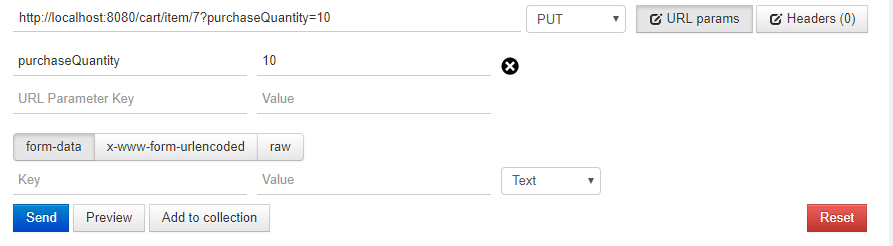 http://localhost:8080/cart/item/7?purchaseQuantity=10 PUT URL params Headers (0)
purchaseQuantity 10
URL Parameter Key Value
form-data x-www-form-urlencoded raw
Key Value Text
Send Preview Add to collection Reset